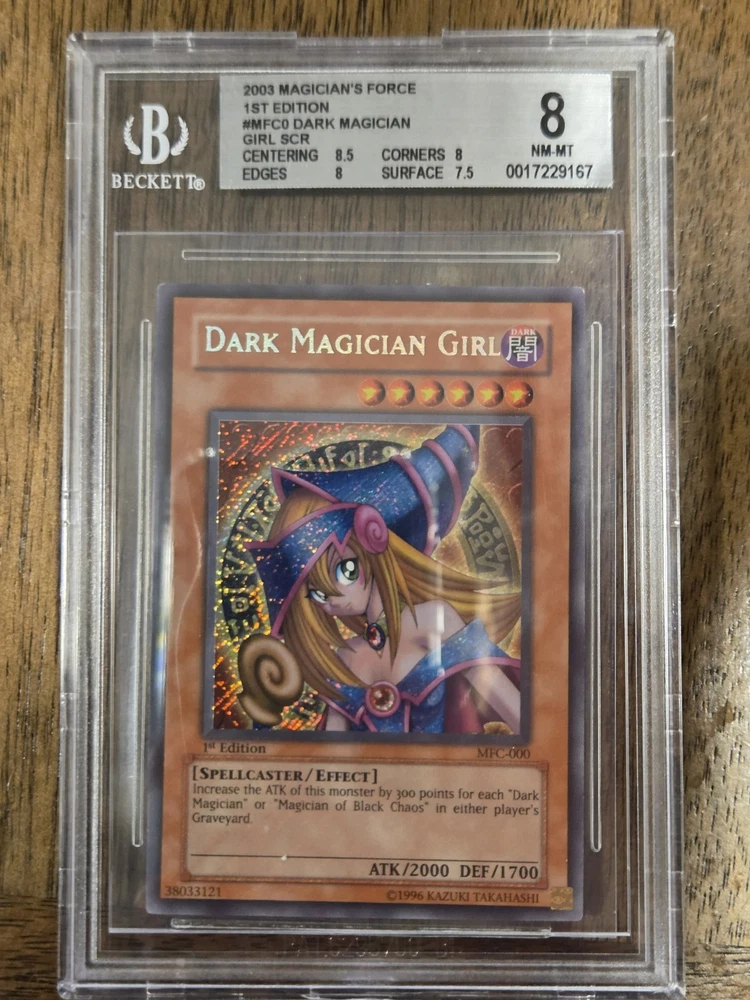 2003 MAGICIAN'S FORCE
1ST EDITION
#MFC0 DARK MAGICIAN
GIRL SCR
CENTERING 8.5 CORNERS 8
EDGES 8 SURFACE 7.5
8
NM-MT
0017229167
B
BECKETT®
DARK MAGICIAN GIRL
DARK
闇
1st Edition
MFC-000
[SPELLCASTER/EFFECT]
Increase the ATK of this monster by 300 points for each "Dark
Magician" or "Magician of Black Chaos" in either player's
Graveyard.
ATK/2000 DEF/1700
38033121
©1996 KAZUKI TAKAHASHI